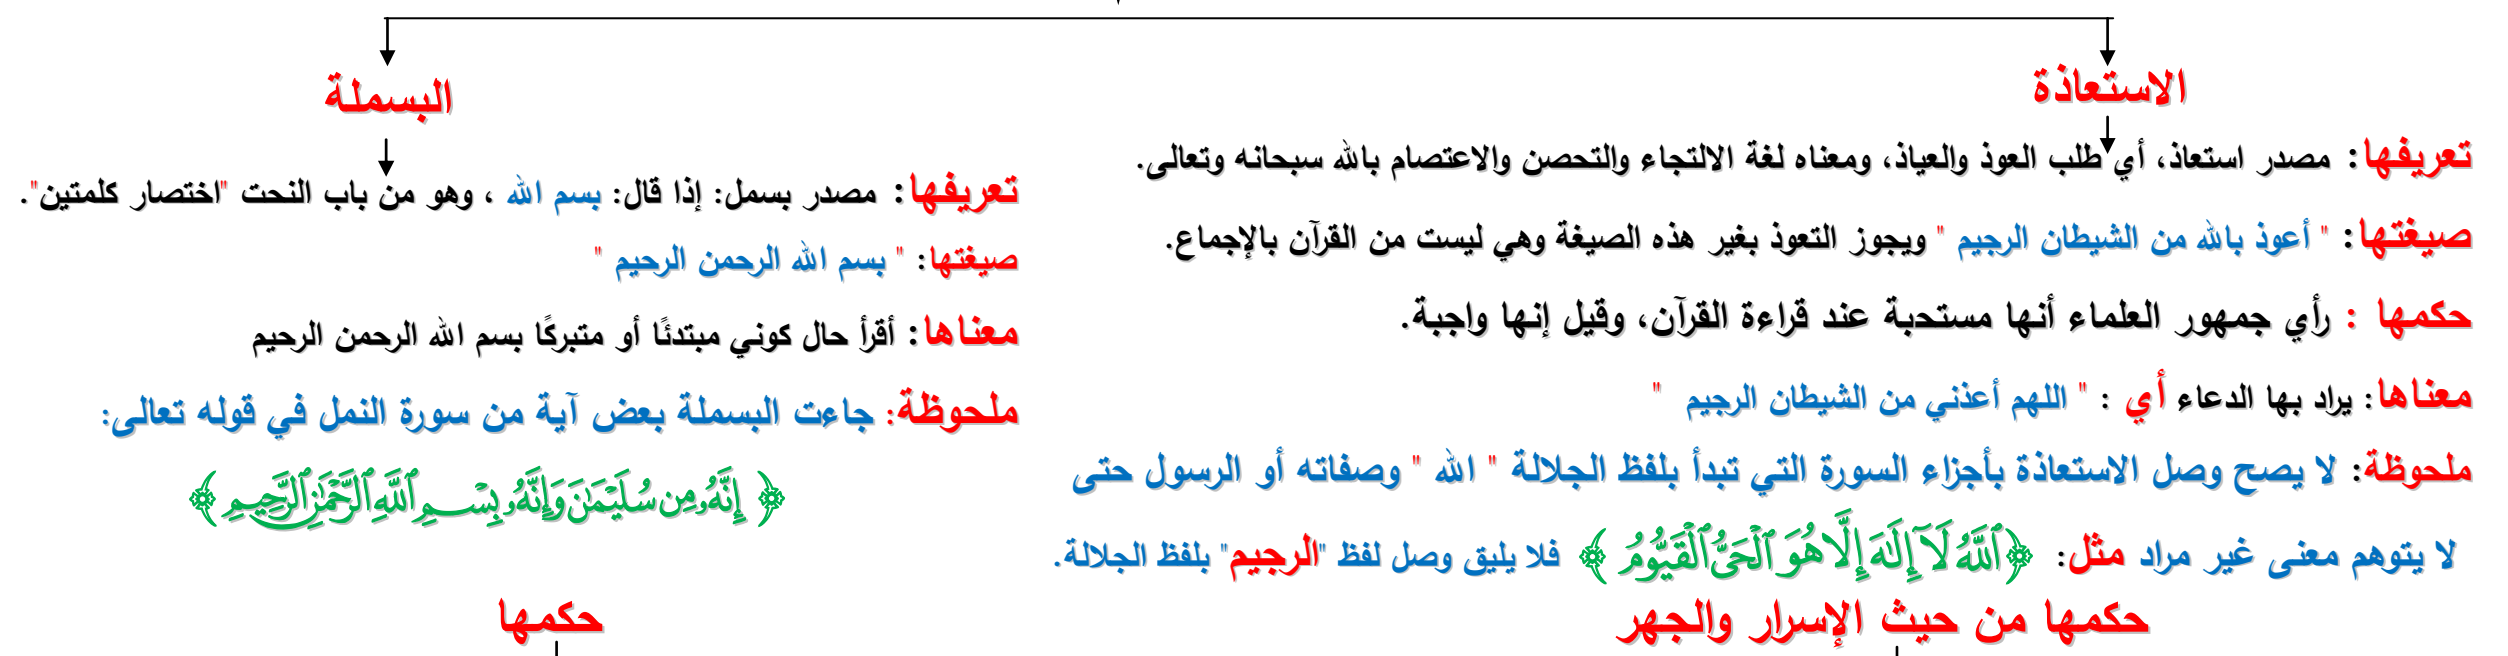 الاستعاذة
تعريفها: مصدر استعاذ، أي طلب العوذ والعياذ، ومعناه لغة الالتجاء والتحصن والاعتصام بالله سبحانه وتعالى.
صيغتها: " أعوذ بالله من الشيطان الرجيم " ويجوز التعوذ بغير هذه الصيغة وهي ليست من القرآن بالإجماع.
حكمها : رأي جمهور العلماء أنها مستحبة عند قراءة القرآن، وقيل إنها واجبة.
معناها: يراد بها الدعاء أي : " اللهم أعذني من الشيطان الرجيم "
ملحوظة: لا يصح وصل الاستعاذة بأجزاء السورة التي تبدأ بلفظ الجلالة " الله " وصفاته أو الرسول حتى
لا يتوهم معنى غير مراد مثل: ﴿ٱللَّهُ لَآ إِلَٰهَ إِلَّا هُوَ ٱلْحَىُّ ٱلْقَيُّومُ﴾ فلا يليق وصل لفظ "الرجيم" بلفظ الجلالة.
حكمها من حيث الإسرار والجهر
البسملة
تعريفها: مصدر بسمل: إذا قال: بسم الله ، وهو من باب النحت "اختصار كلمتين".
صيغتها: " بسم الله الرحمن الرحيم "
معناها: أقرأ حال كوني مبتدئًا أو متبركًا بسم الله الرحمن الرحيم
ملحوظة: جاءت البسملة بعض آية من سورة النمل في قوله تعالى:
﴿ إِنَّهُۥ مِن سُلَيْمَٰنَ وَإِنَّهُۥ بِسْمِ ٱللَّهِ ٱلرَّحْمَٰنِ ٱلرَّحِيمِ ﴾
حكمها